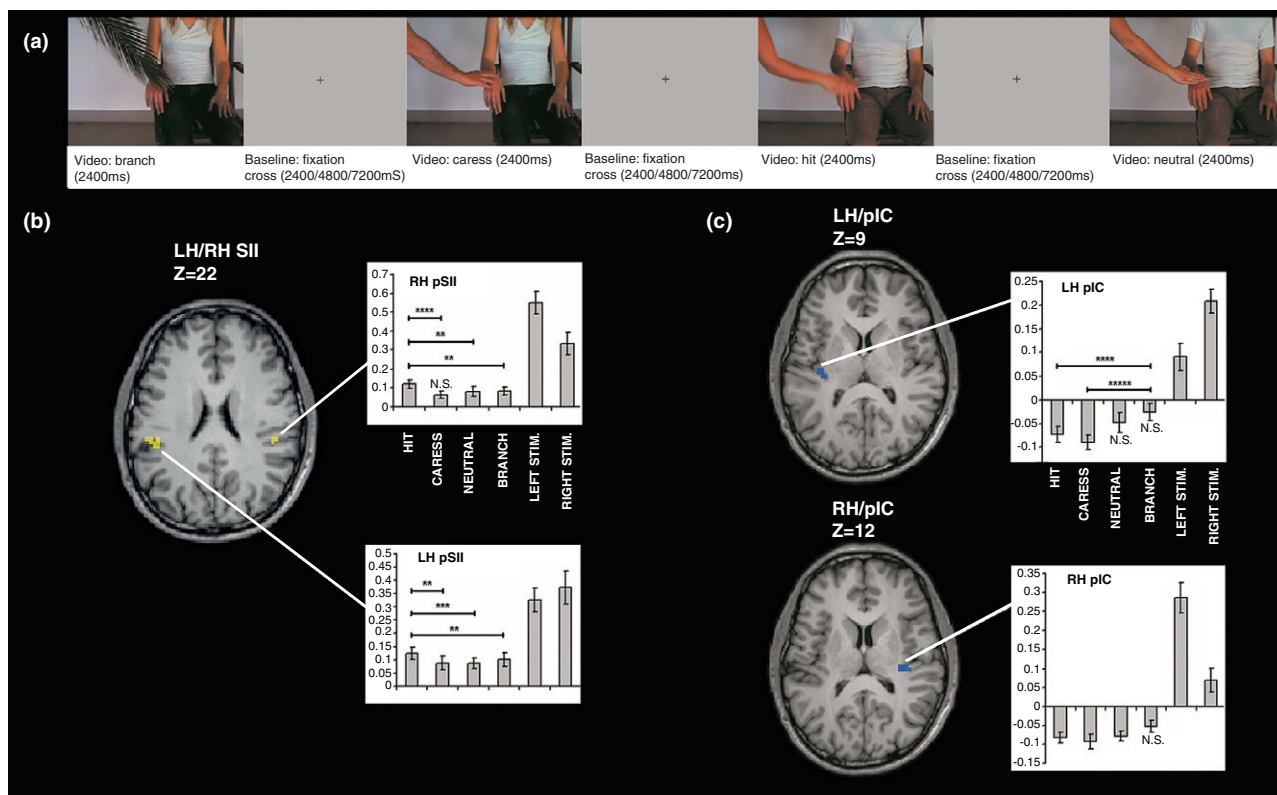 (a)
Video: branch
(2400ms)
Baseline: fixation
cross (2400/4800/7200mS)
Video: caress (2400ms)
Baseline: fixation
cross (2400/4800/7200ms)
Video: hit (2400ms)
Baseline: fixation
cross (2400/4800/7200ms)
Video: neutral (2400ms)
(b)
LH/RH SII
Z=22
RH pSII
0.7
0.6
0.5
0.4
0.3
0.2
0.1
0
****
**
**
N.S.
HIT
CARESS
NEUTRAL
BRANCH
LEFT STIM.
RIGHT STIM.
LH pSII
0.5
0.45
0.4
0.35
0.3
0.25
0.2
0.15
0.1
0.05
0
**
***
**
(c)
LH/pIC
Z=9
LH pIC
0.25
0.2
0.15
0.1
0.05
0
-0.05
-0.1
****
*****
N.S.
N.S.
HIT
CARESS
NEUTRAL
BRANCH
LEFT STIM.
RIGHT STIM.
RH/pIC
Z=12
RH pIC
0.35
0.3
0.25
0.2
0.15
0.1
0.05
0
-0.05
-0.1
-0.15
N.S.